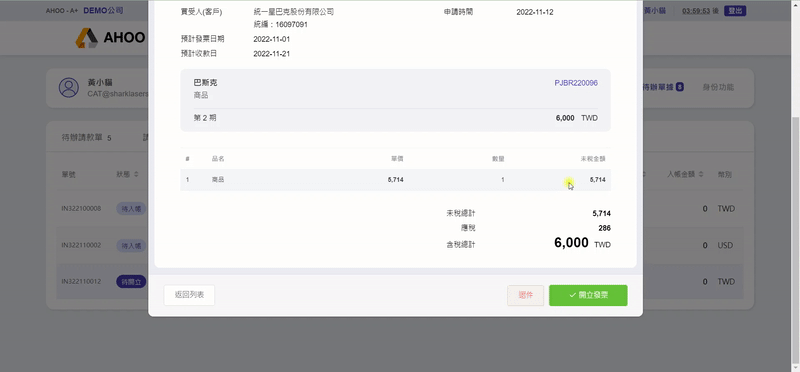 AHOO - A+ DEMO公司
黃小貓 03:59:53 後 登出
AHOO
買受人(客戶) 統一星巴克股份有限公司 申請時間 2022-11-12
統編：16097091
預計發票日期 2022-11-01
預計收款日 2022-11-21
黃小貓
CAT@sharklasers
待辦單據 8 身份功能
巴斯克 PJBR220096
商品
第 2 期 6,000 TWD
待辦請款單 5
# 品名 單價 數量 未稅金額
1 商品 5,714 1 5,714
單號 狀態 入帳金額 幣別
IN322100008 待入帳 0 TWD
IN322110002 待入帳 0 USD
IN322110012 待開立 0 TWD
未稅總計 5,714
應稅 286
含稅總計 6,000 TWD
返回列表 退件 開立發票